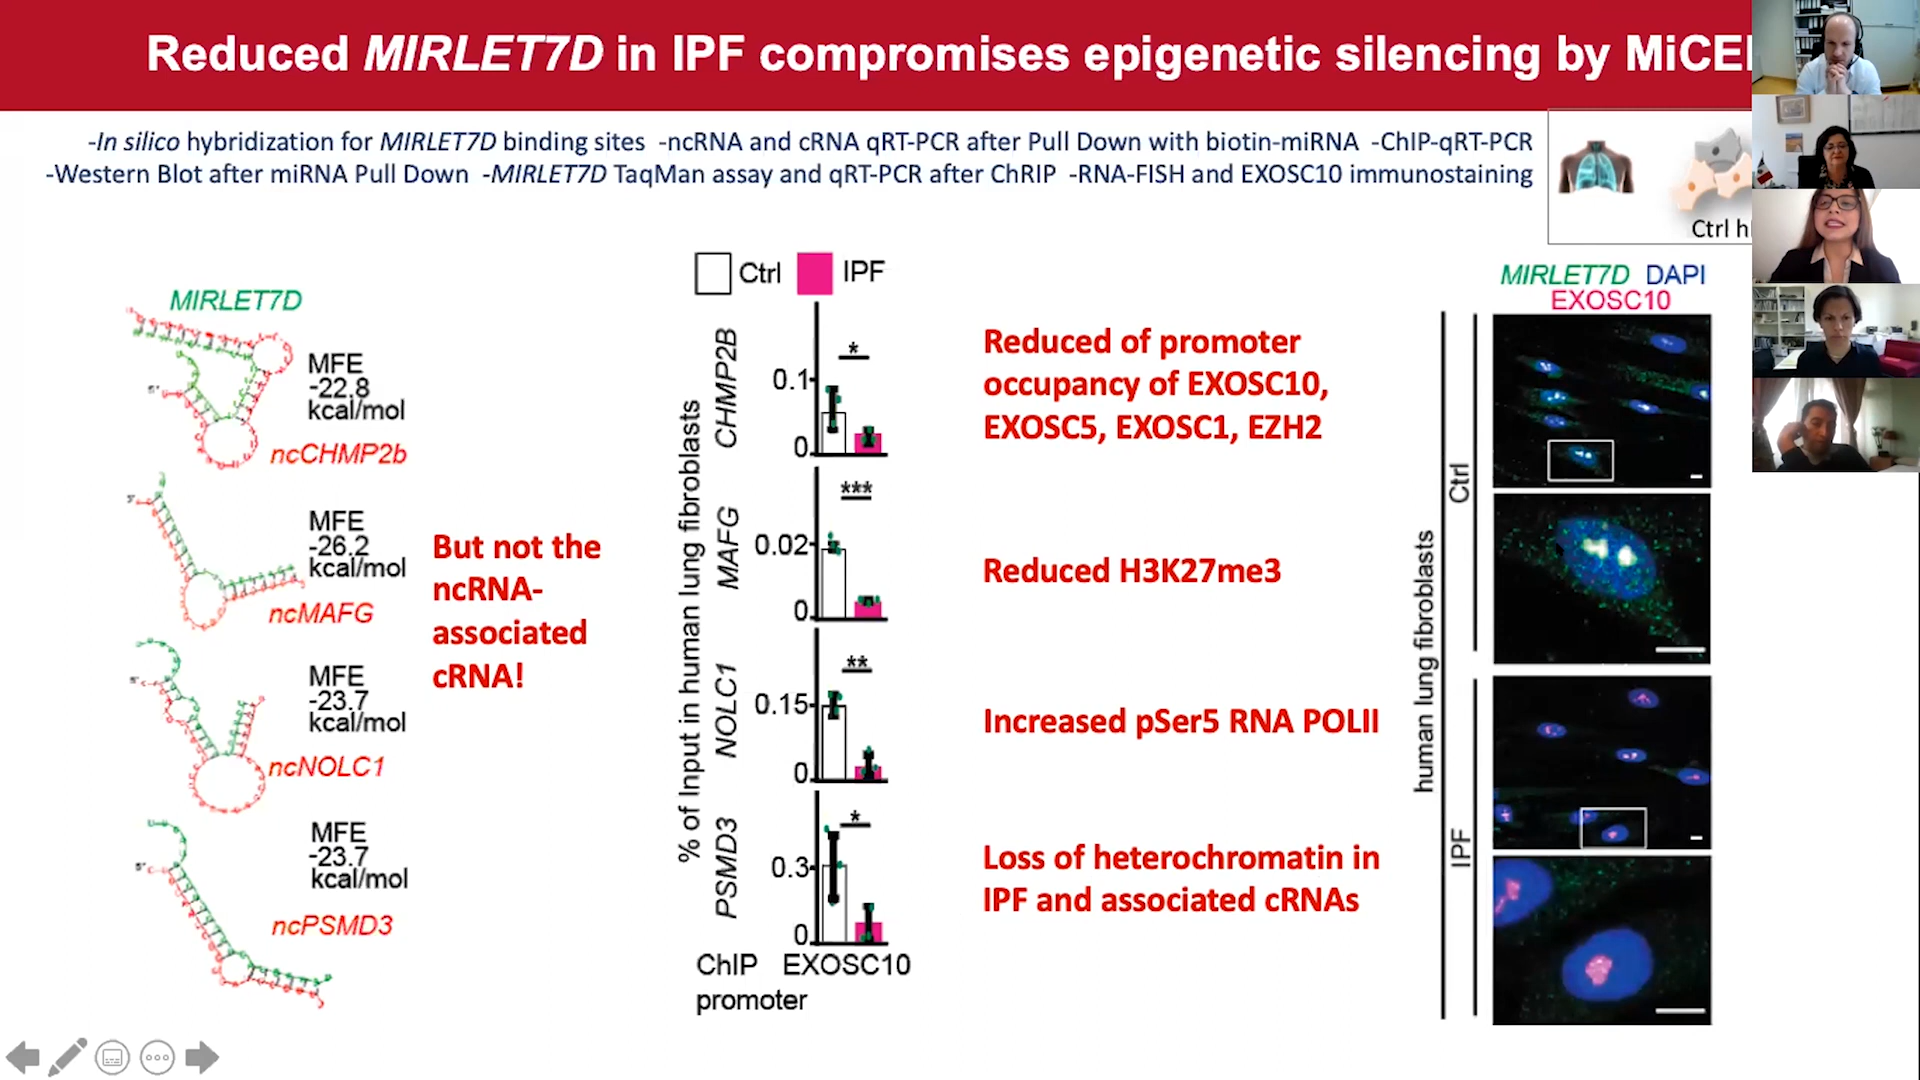 Reduced MIRLET7D in IPF compromises epigenetic silencing by MiCE
-In silico hybridization for MIRLET7D binding sites -ncRNA and cRNA qRT-PCR after Pull Down with biotin-miRNA -ChIP-qRT-PCR
-Western Blot after miRNA Pull Down -MIRLET7D TaqMan assay and qRT-PCR after ChRIP -RNA-FISH and EXOSC10 immunostaining
Ctrl h
MIRLET7D
MFE
-22.8
kcal/mol
ncCHMP2b
MFE
-26.2
kcal/mol
ncMAFG
MFE
-23.7
kcal/mol
ncNOLC1
MFE
-23.7
kcal/mol
ncPSMD3
But not the
ncRNA-
associated
cRNA!
Ctrl IPF
% of Input in human lung fibroblasts
CHMP2B
0.1
0
*
MAFG
0.02
0
***
NOLC1
0.15
0
**
PSMD3
0.3
0
*
ChIP EXOSC10
promoter
Reduced of promoter
occupancy of EXOSC10,
EXOSC5, EXOSC1, EZH2
Reduced H3K27me3
Increased pSer5 RNA POLII
Loss of heterochromatin in
IPF and associated cRNAs
MIRLET7D DAPI
EXOSC10
human lung fibroblasts
Ctrl
IPF